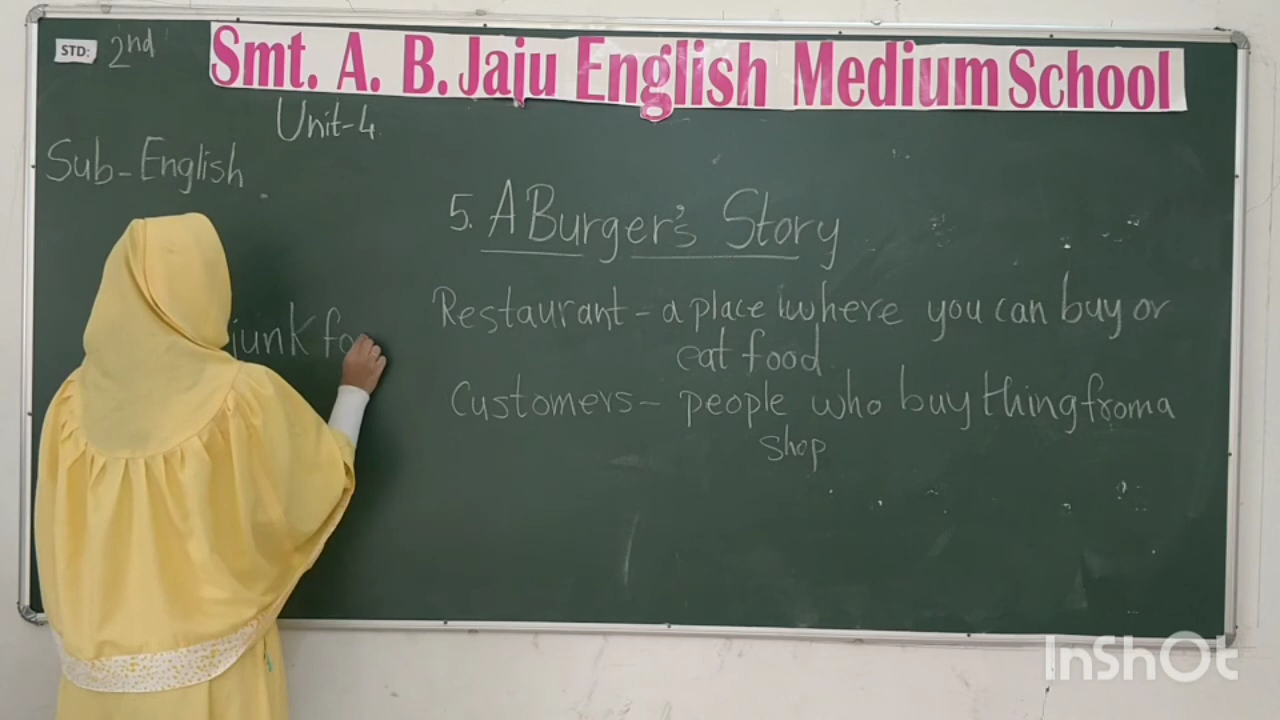 STD: 2nd
Smt. A. B. Jaju English Medium School
Unit-4
Sub-English
5. A Burger's Story
Restaurant - a place where you can buy or
eat food
Customers - people who buy thing from a
shop
junk fo
InShOt